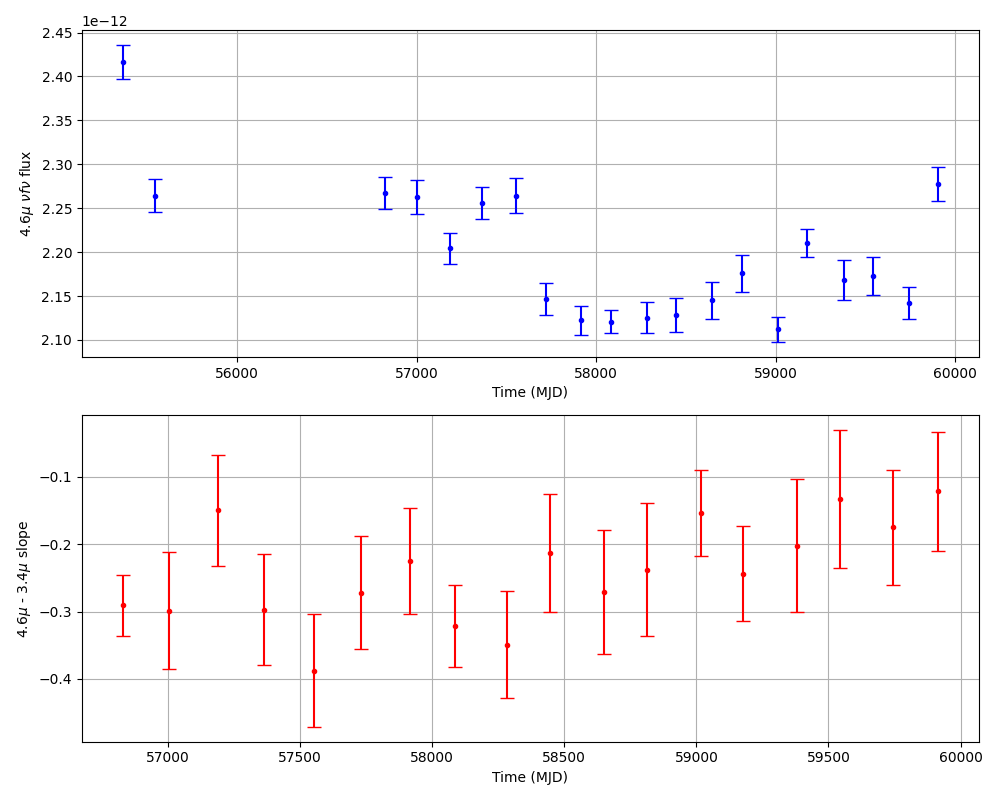 1e−12
2.45
2.40
2.35
2.30
2.25
2.20
2.15
2.10
4.6μ νfν flux
56000 57000 58000 59000 60000
Time (MJD)
−0.1
−0.2
−0.3
−0.4
4.6μ - 3.4μ slope
57000 57500 58000 58500 59000 59500 60000
Time (MJD)